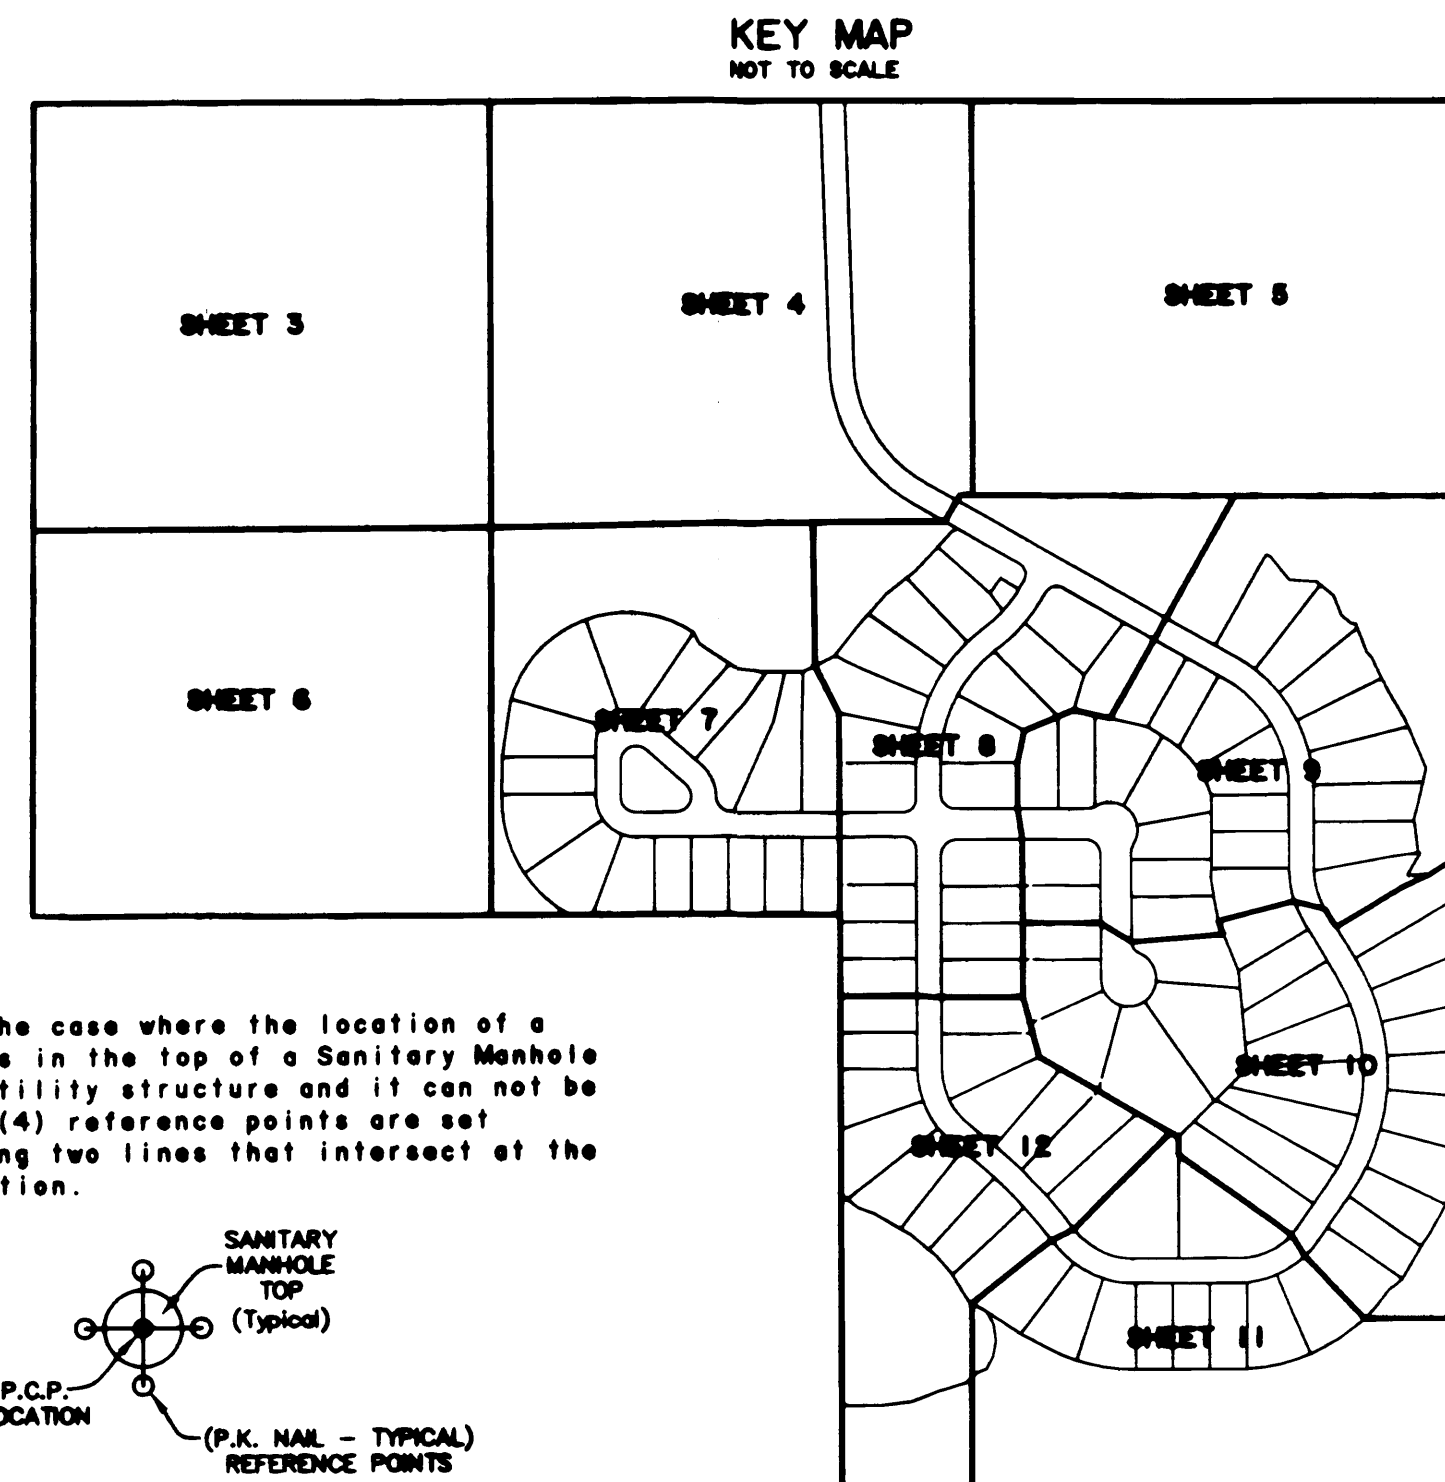 KEY MAP
NOT TO SCALE
SHEET 3
SHEET 4
SHEET 5
SHEET 6
SHEET 7
SHEET 8
SHEET 9
SHEET 10
SHEET 12
SHEET 11
he case where the location of a
s in the top of a Sanitary Manhole
tility structure and it can not be
(4) reference points are set
ng two lines that intersect at the
tion.
SANITARY
MANHOLE
TOP
(Typical)
P.C.P.
OCATION
(P.K. NAIL - TYPICAL)
REFERENCE POINTS